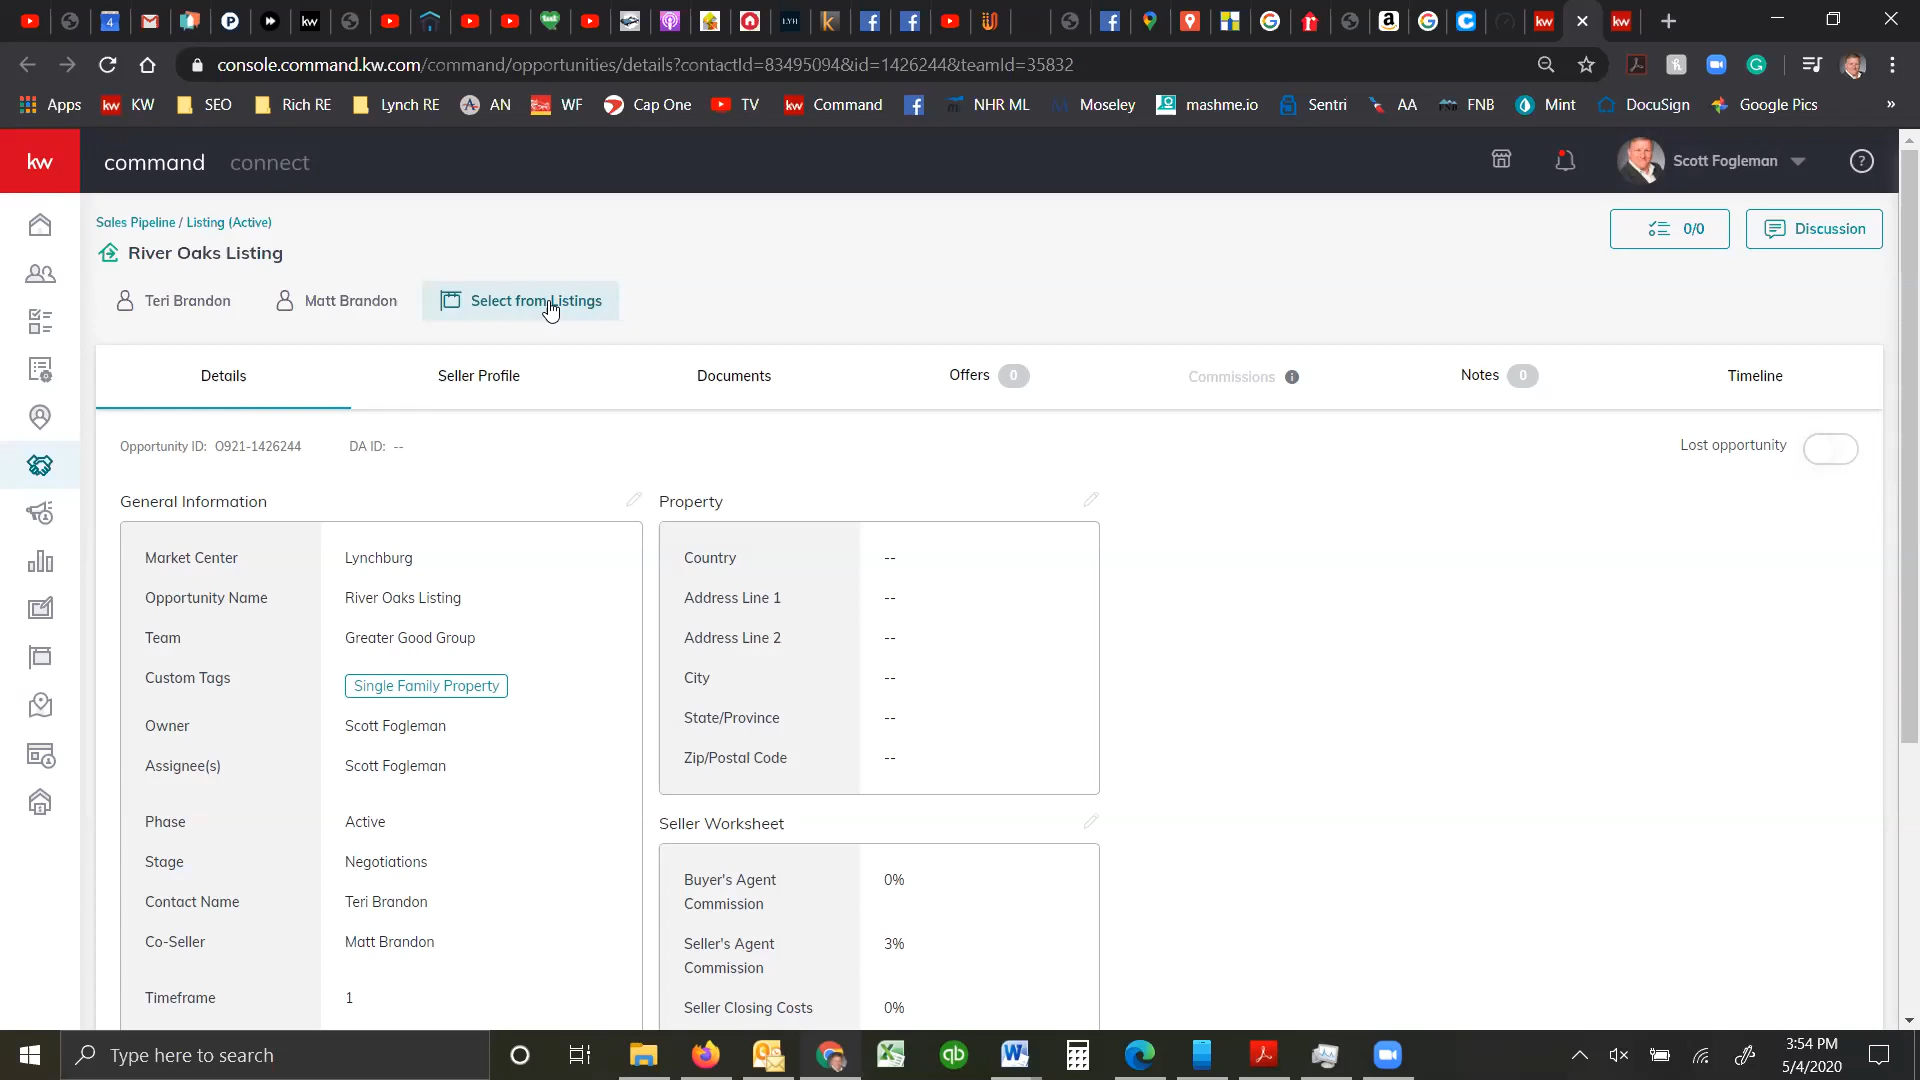 console.command.kw.com/command/opportunities/details?contactId=83495094&id=1426244&teamId=35832
Apps KW SEO Rich RE Lynch RE AN WF Cap One TV Command NHR ML Moseley mashme.io Sentri AA FNB Mint DocuSign Google Pics »
kw command connect Scott Fogleman
Sales Pipeline / Listing (Active)
0/0 Discussion
River Oaks Listing
Teri Brandon Matt Brandon Select from Listings
Details Seller Profile Documents Offers 0 Commissions Notes 0 Timeline
Opportunity ID: O921-1426244 DA ID: -- Lost opportunity
General Information
Market Center Lynchburg
Opportunity Name River Oaks Listing
Team Greater Good Group
Custom Tags Single Family Property
Owner Scott Fogleman
Assignee(s) Scott Fogleman
Phase Active
Stage Negotiations
Contact Name Teri Brandon
Co-Seller Matt Brandon
Timeframe 1
Property
Country --
Address Line 1 --
Address Line 2 --
City --
State/Province --
Zip/Postal Code --
Seller Worksheet
Buyer's Agent Commission 0%
Seller's Agent Commission 3%
Seller Closing Costs 0%
Type here to search
3:54 PM
5/4/2020